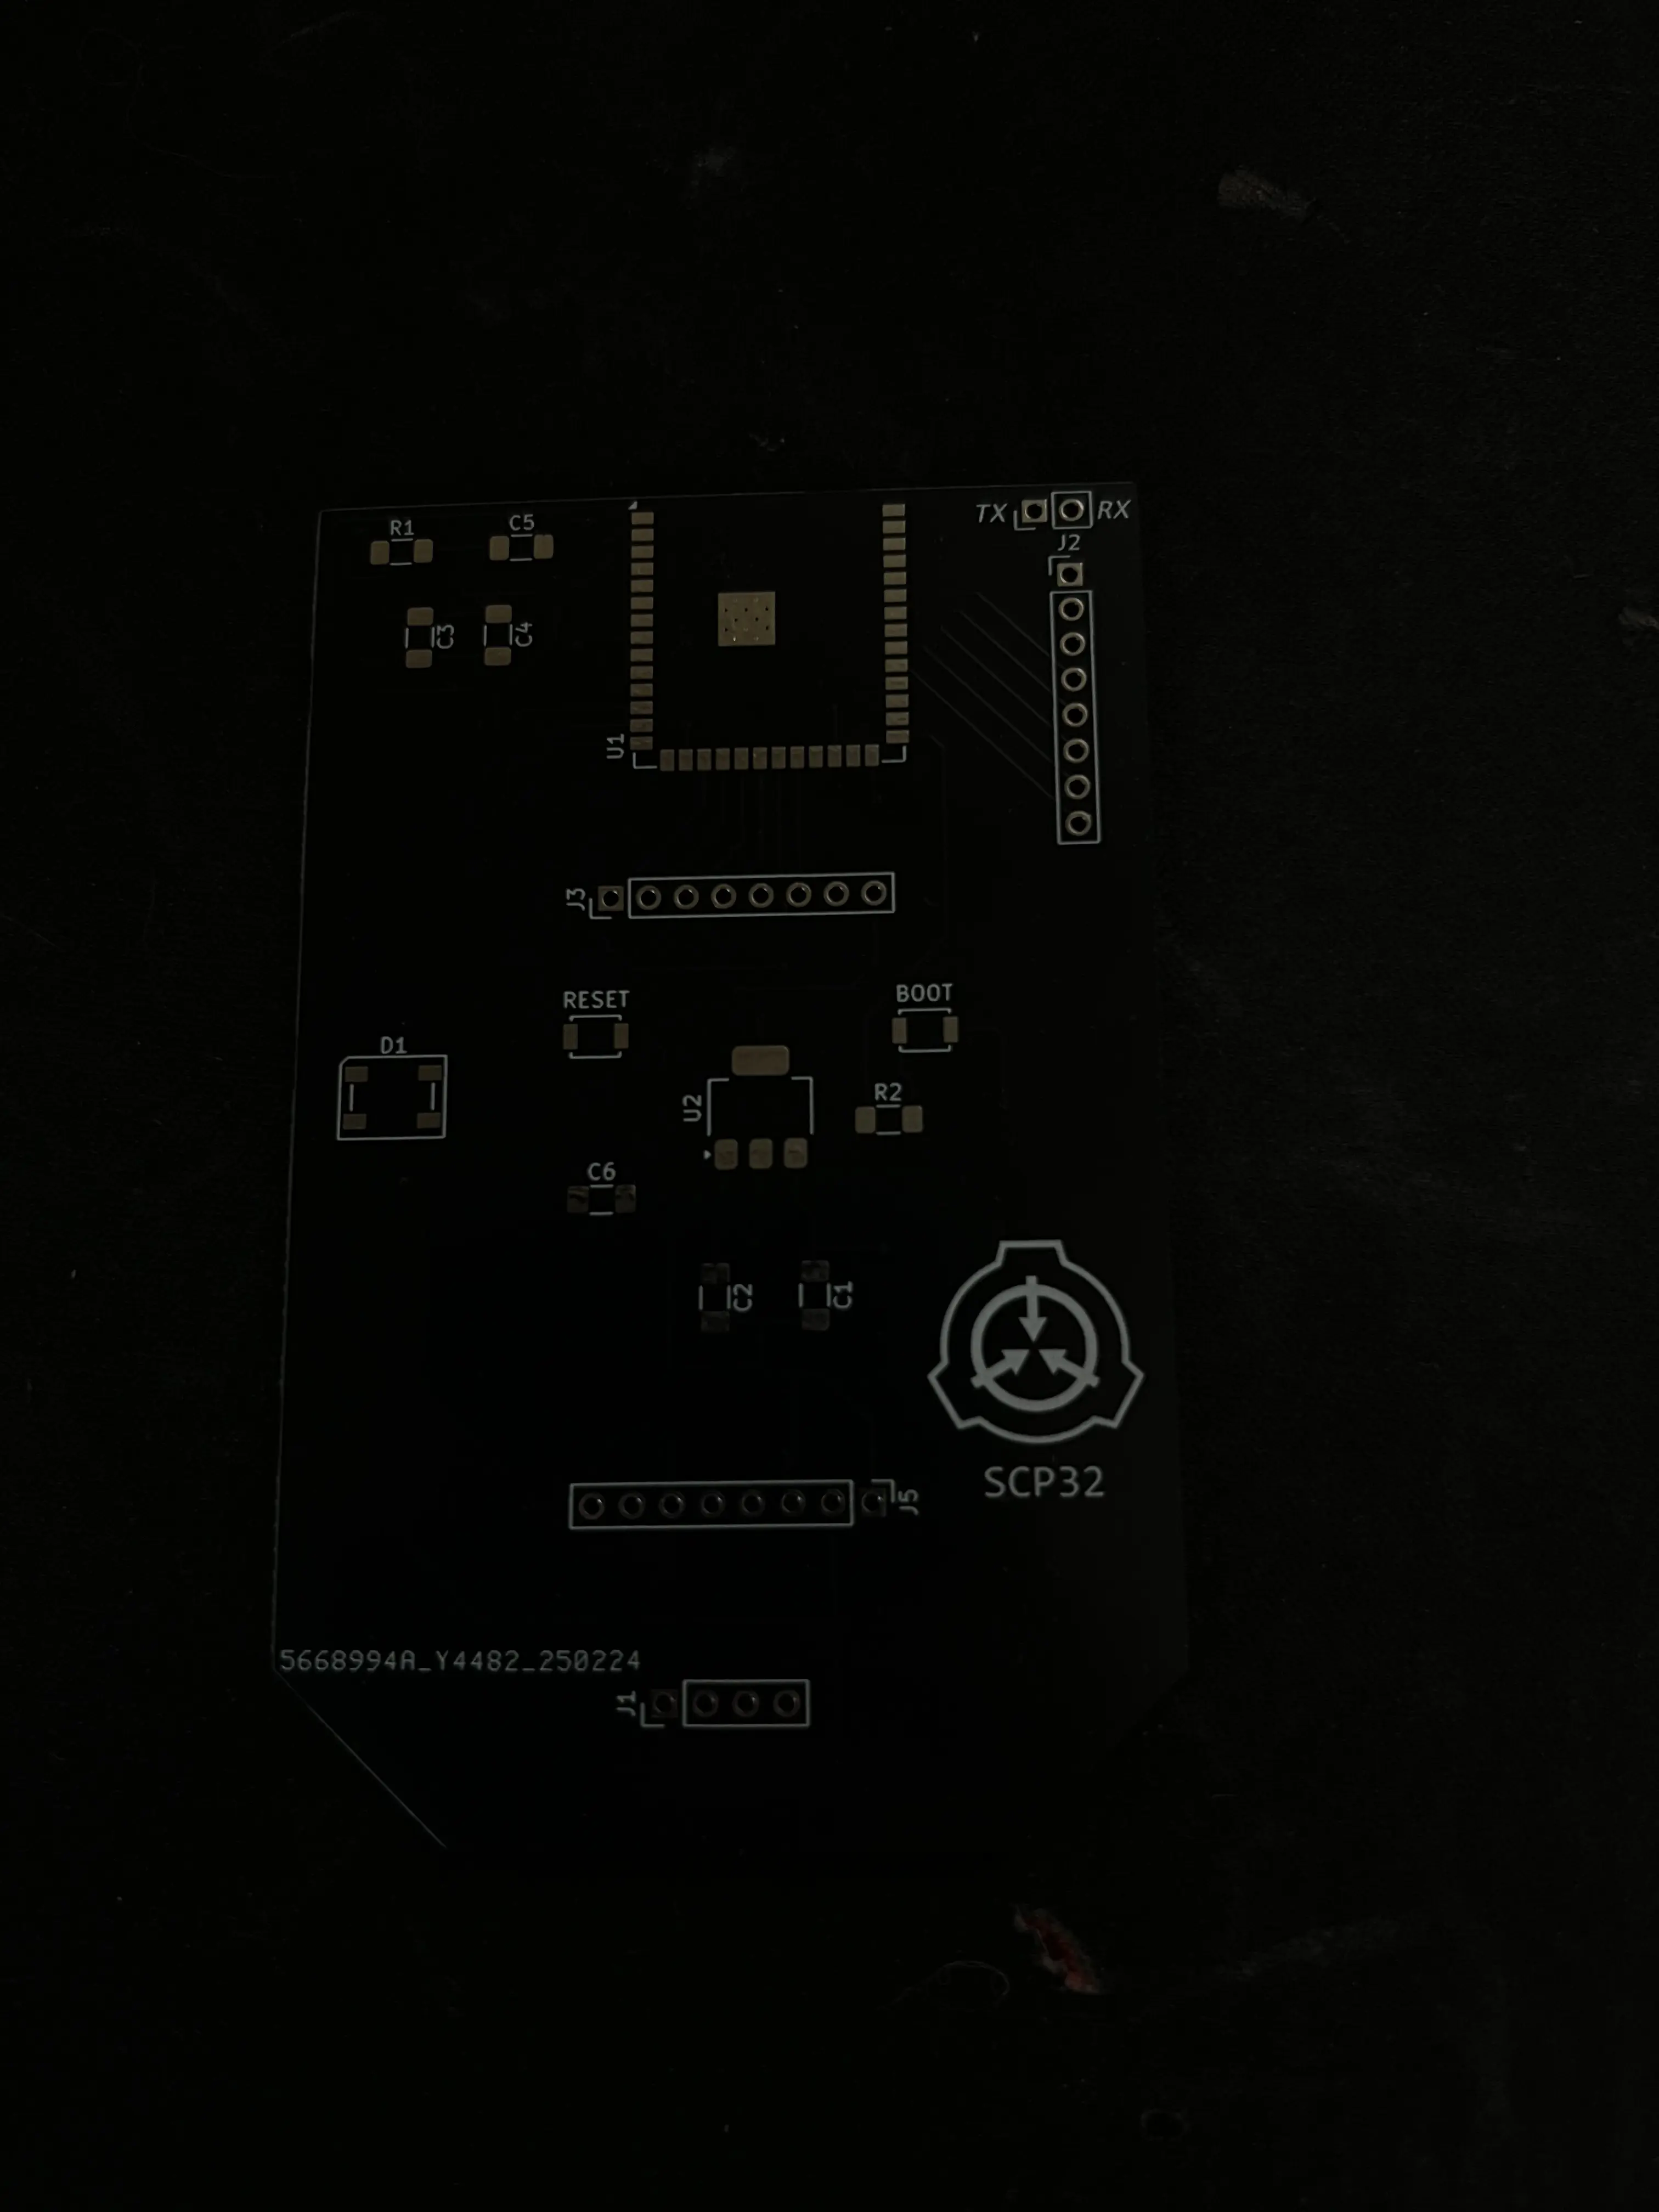 R1
C5
TX
RX
J2
C3
C4
U1
J3
RESET
BOOT
D1
U2
R2
C6
C2
C1
SCP32
J5
5668994A_Y4482_250224
J1